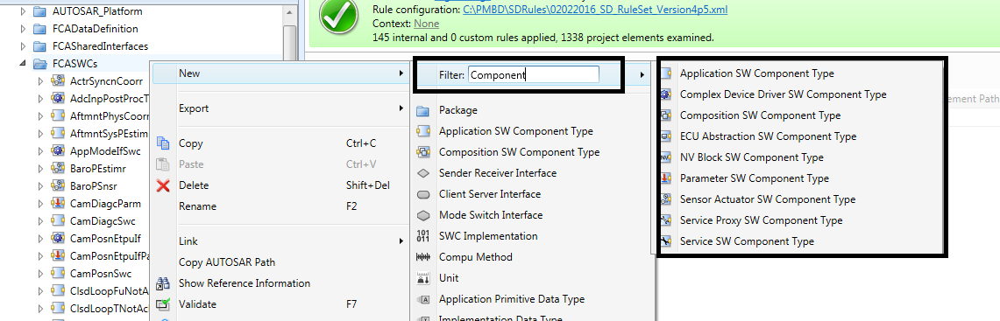 AUTOSAR_Platform
FCADataDefinition
FCASharedInterfaces
FCASWCs
ActrSyncnCoorr
AdcInpPostProcT
AftmntPhysCoorr
AftmntSysPEstim
AppModeIfSwc
BaroPEstimr
BaroPSnsr
CamDiagcParm
CamDiagcSwc
CamPosnEtpuIf
CamPosnEtpuIfPa
CamPosnSwc
ClsdLoopFuNotA
ClsdLoopTNotAc
Rule configuration: C:\PMBD\SDRules\02022016_SD_RuleSet_Version4p5.xml
Context: None
145 internal and 0 custom rules applied, 1338 project elements examined.
ement Path
New
Export
Copy Ctrl+C
Paste Ctrl+V
Delete Shift+Del
Rename F2
Link
Copy AUTOSAR Path
Show Reference Information
Validate F7
Filter: Component
Package
Application SW Component Type
Composition SW Component Type
Sender Receiver Interface
Client Server Interface
Mode Switch Interface
101
011 SWC Implementation
Compu Method
Unit
Application Primitive Data Type
Implementation Data Type
Application SW Component Type
Complex Device Driver SW Component Type
Composition SW Component Type
ECU Abstraction SW Component Type
NV NV Block SW Component Type
Parameter SW Component Type
Sensor Actuator SW Component Type
Service Proxy SW Component Type
Service SW Component Type